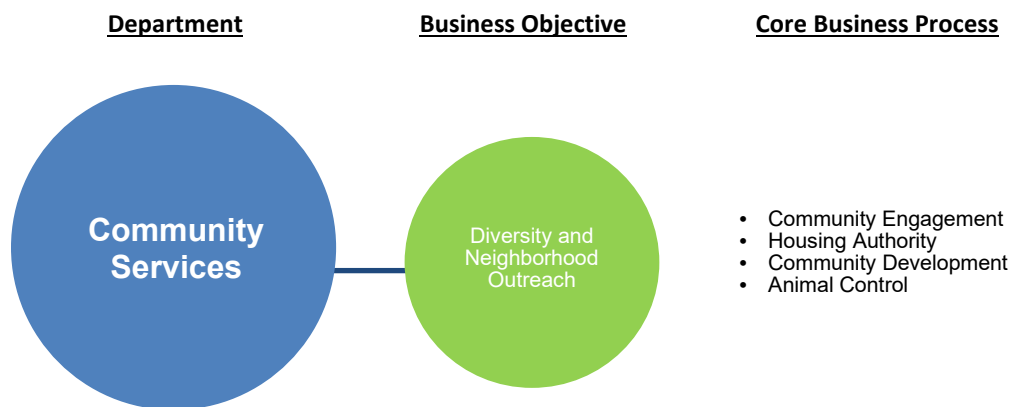 Department
Business Objective
Core Business Process
Community
Services
Diversity and
Neighborhood
Outreach
• Community Engagement
• Housing Authority
• Community Development
• Animal Control